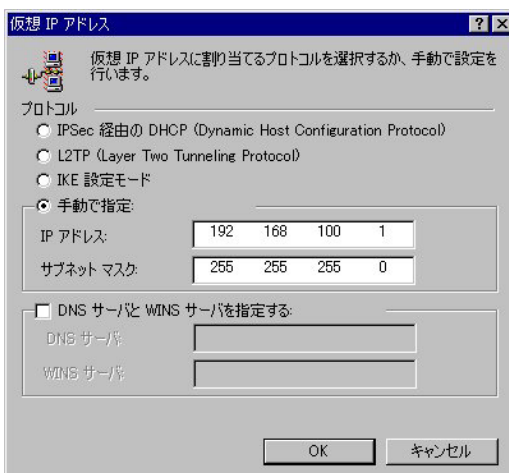 仮想 IP アドレス
仮想 IP アドレスに割り当てるプロトコルを選択するか、手動で設定を
行います。
プロトコル
IPSec 経由の DHCP (Dynamic Host Configuration Protocol)
L2TP (Layer Two Tunneling Protocol)
IKE 設定モード
手動で指定:
IP アドレス: 192 168 100 1
サブネット マスク: 255 255 255 0
DNS サーバと WINS サーバを指定する:
DNS サーバ:
WINS サーバ:
OK キャンセル